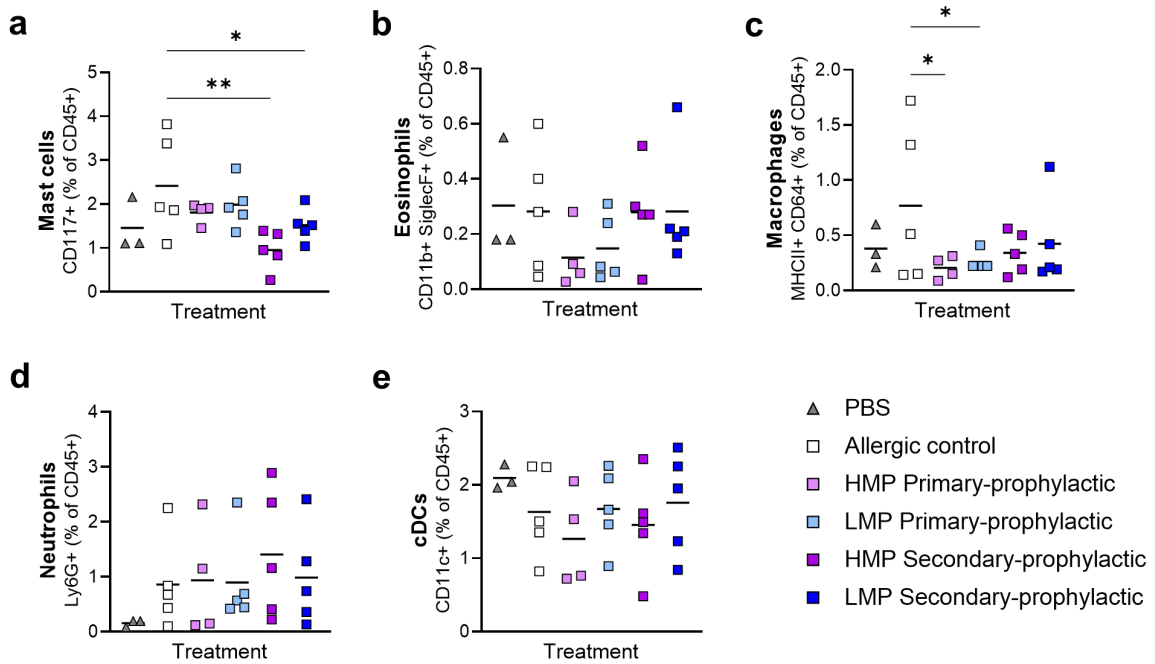 a
*
**
5
4
3
2
1
0
Mast cells
CD117+ (% of CD45+)
Treatment
b
0.8
0.6
0.4
0.2
0.0
Eosinophils
CD11b+ SiglecF+ (% of CD45+)
Treatment
c
*
*
2.0
1.5
1.0
0.5
0.0
Macrophages
MHCII+ CD64+ (% of CD45+)
Treatment
d
4
3
2
1
0
Neutrophils
Ly6G+ (% of CD45+)
Treatment
e
3
2
1
0
cDCs
CD11c+ (% of CD45+)
Treatment
PBS
Allergic control
HMP Primary-prophylactic
LMP Primary-prophylactic
HMP Secondary-prophylactic
LMP Secondary-prophylactic